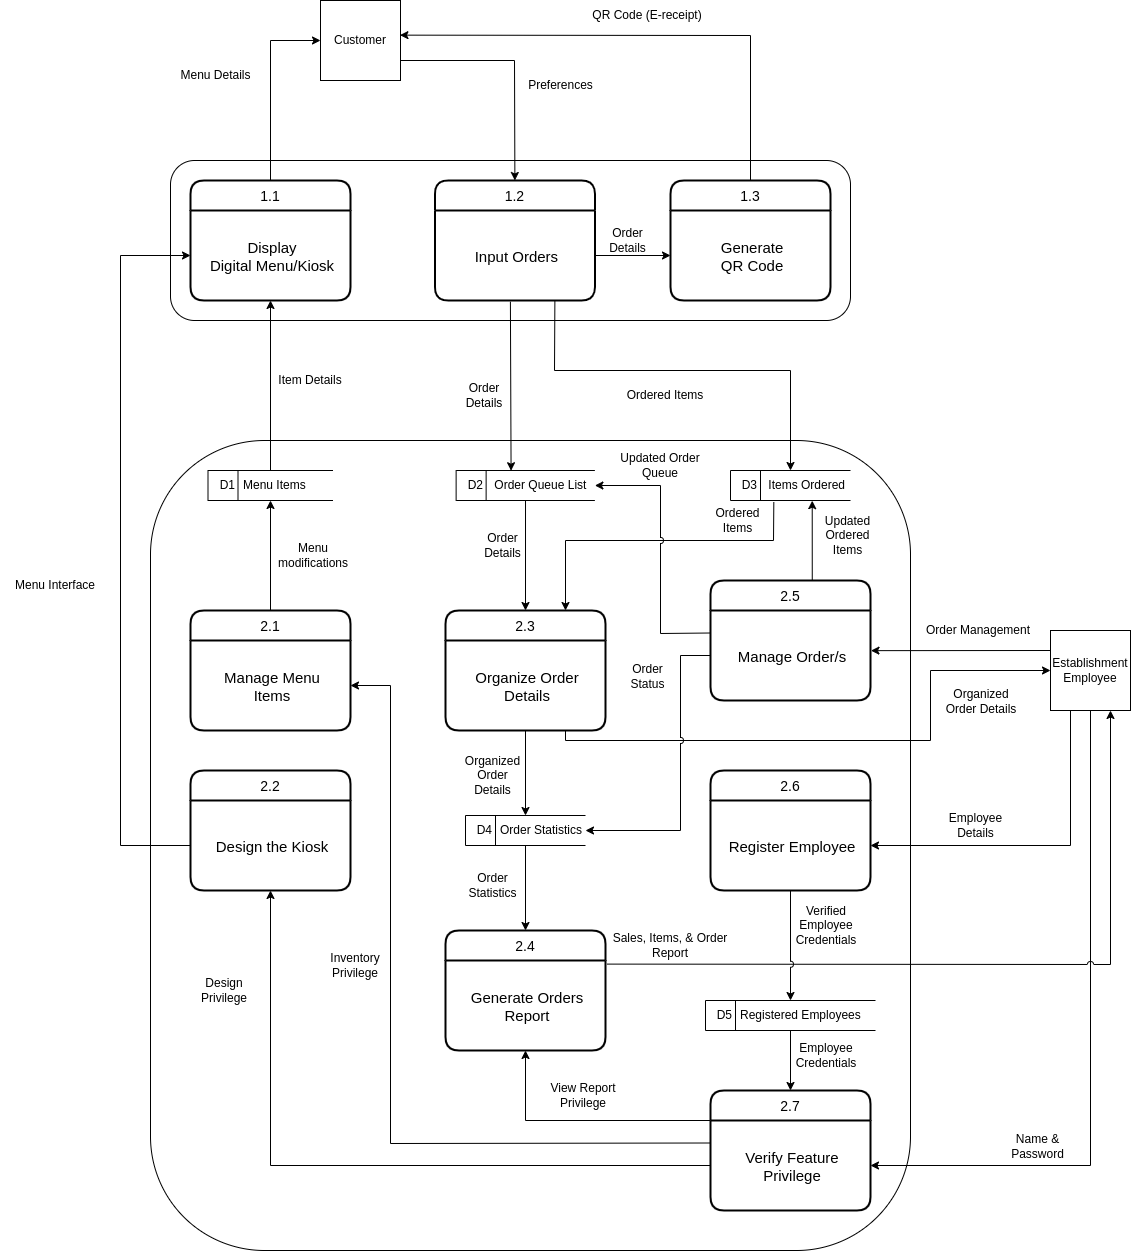 QR Code (E-receipt)
Customer
Menu Details
Preferences
1.1
1.2
1.3
Display
Digital Menu/Kiosk
Input Orders
Order
Details
Generate
QR Code
Item Details
Order
Details
Ordered Items
Updated Order
Queue
D1
Menu Items
D2
Order Queue List
D3
Items Ordered
Ordered
Items
Updated
Ordered
Items
Order
Details
Menu
modifications
Menu Interface
2.1
2.3
2.5
Manage Menu
Items
Organize Order
Details
Manage Order/s
Order
Status
Order Management
Establishment
Employee
Organized
Order Details
Organized
Order
Details
2.2
2.6
Design the Kiosk
D4
Order Statistics
Register Employee
Employee
Details
Order
Statistics
Verified
Employee
Credentials
2.4
Sales, Items, & Order
Report
Inventory
Privilege
Design
Privilege
Generate Orders
Report
D5
Registered Employees
Employee
Credentials
View Report
Privilege
2.7
Verify Feature
Privilege
Name &
Password